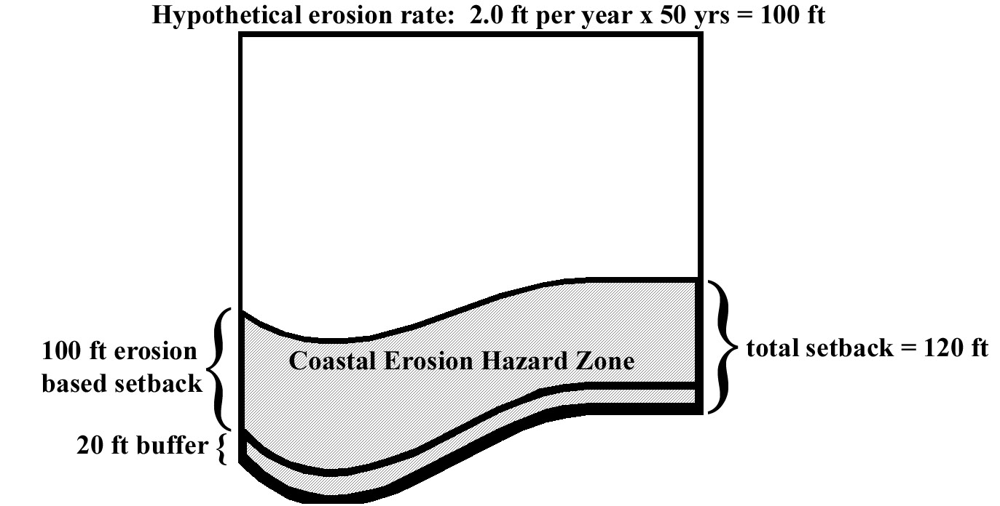 Hypothetical erosion rate:  2.0 ft per year x 50 yrs = 100 ft
100 ft erosion
based setback
Coastal Erosion Hazard Zone
total setback = 120 ft
20 ft buffer